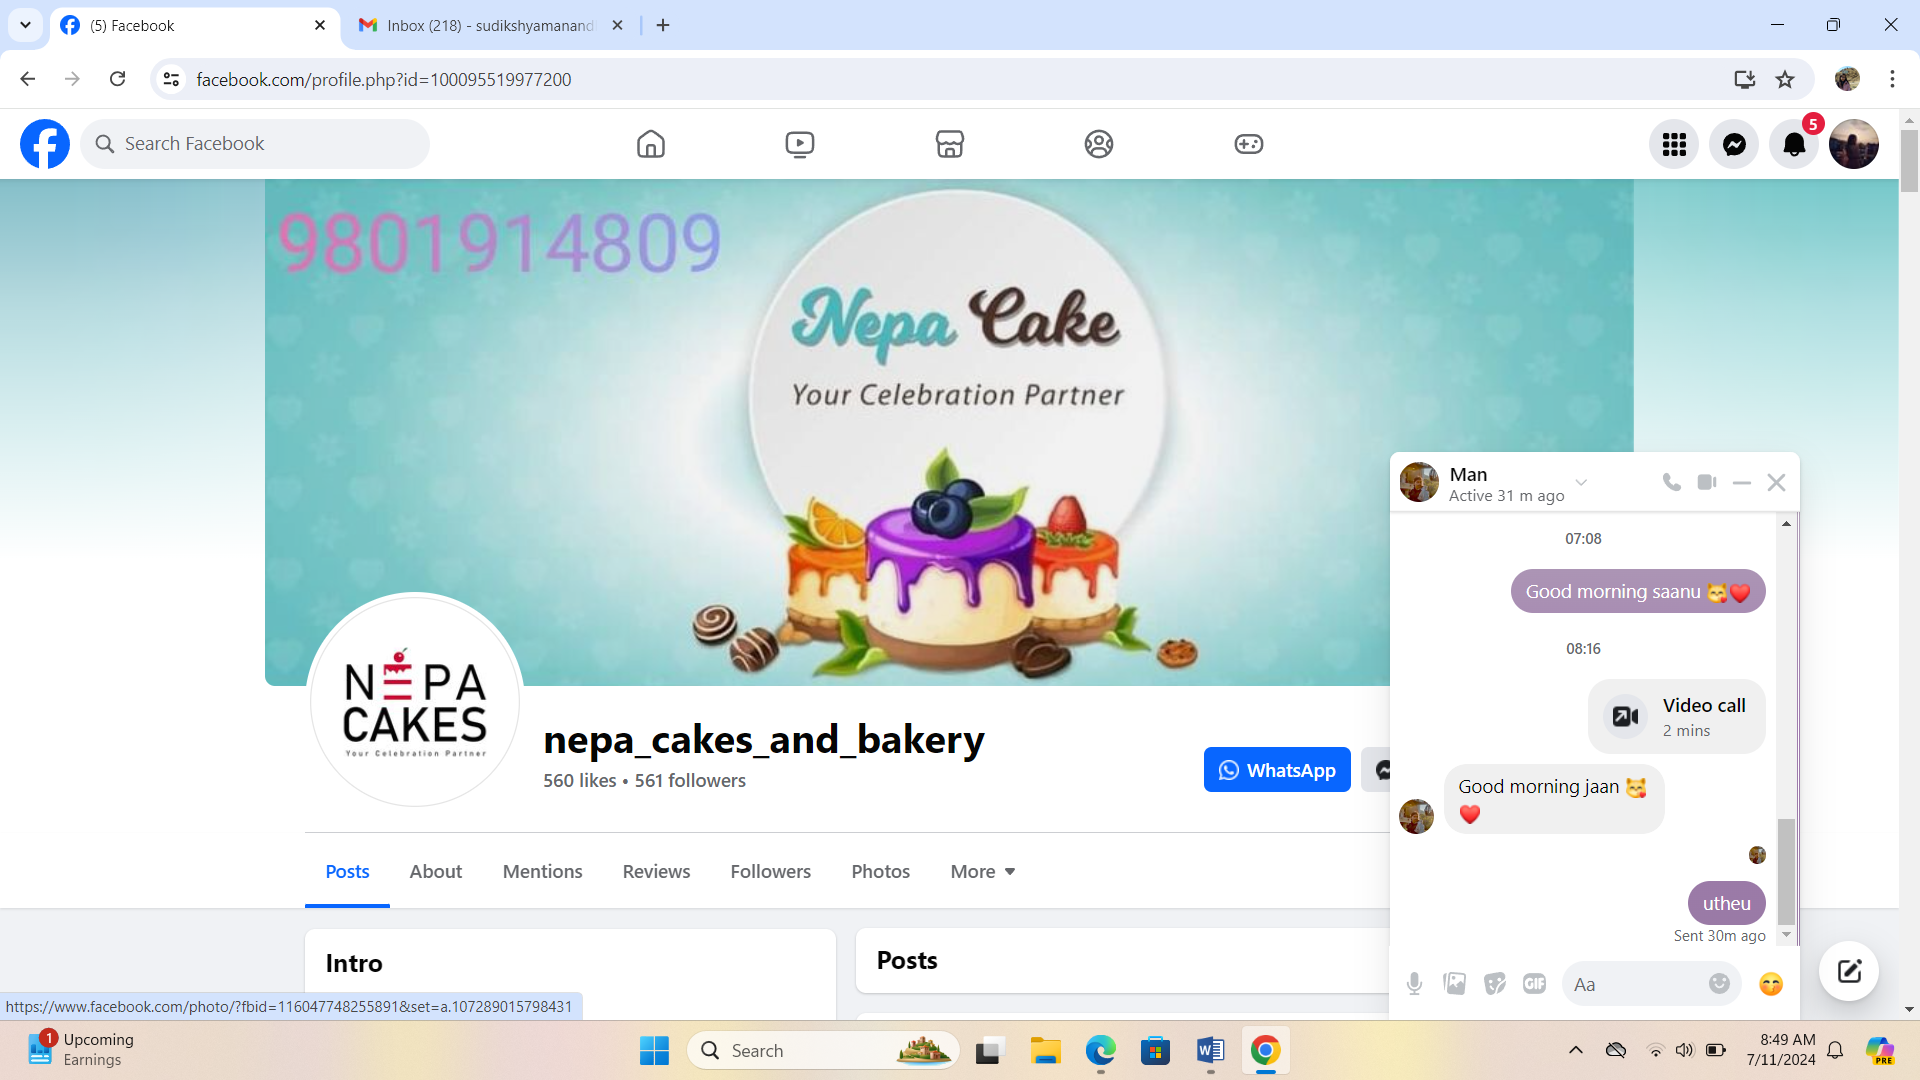 (5) Facebook
Inbox (218) - sudikshyamanand
facebook.com/profile.php?id=100095519977200
Search Facebook
5
9801914809
Nepa Cake
Your Celebration Partner
NEPA
CAKES
Your Celebration Partner
nepa_cakes_and_bakery
560 likes • 561 followers
WhatsApp
Posts
About
Mentions
Reviews
Followers
Photos
More
Intro
Posts
Man
Active 31 m ago
07:08
Good morning saanu 😽❤️
08:16
Video call
2 mins
Good morning jaan 😽
❤️
utheu
Sent 30m ago
GIF
Aa
https://www.facebook.com/photo/?fbid=116047748255891&set=a.107289015798431
1
Upcoming
Earnings
Search
8:49 AM
7/11/2024
PRE